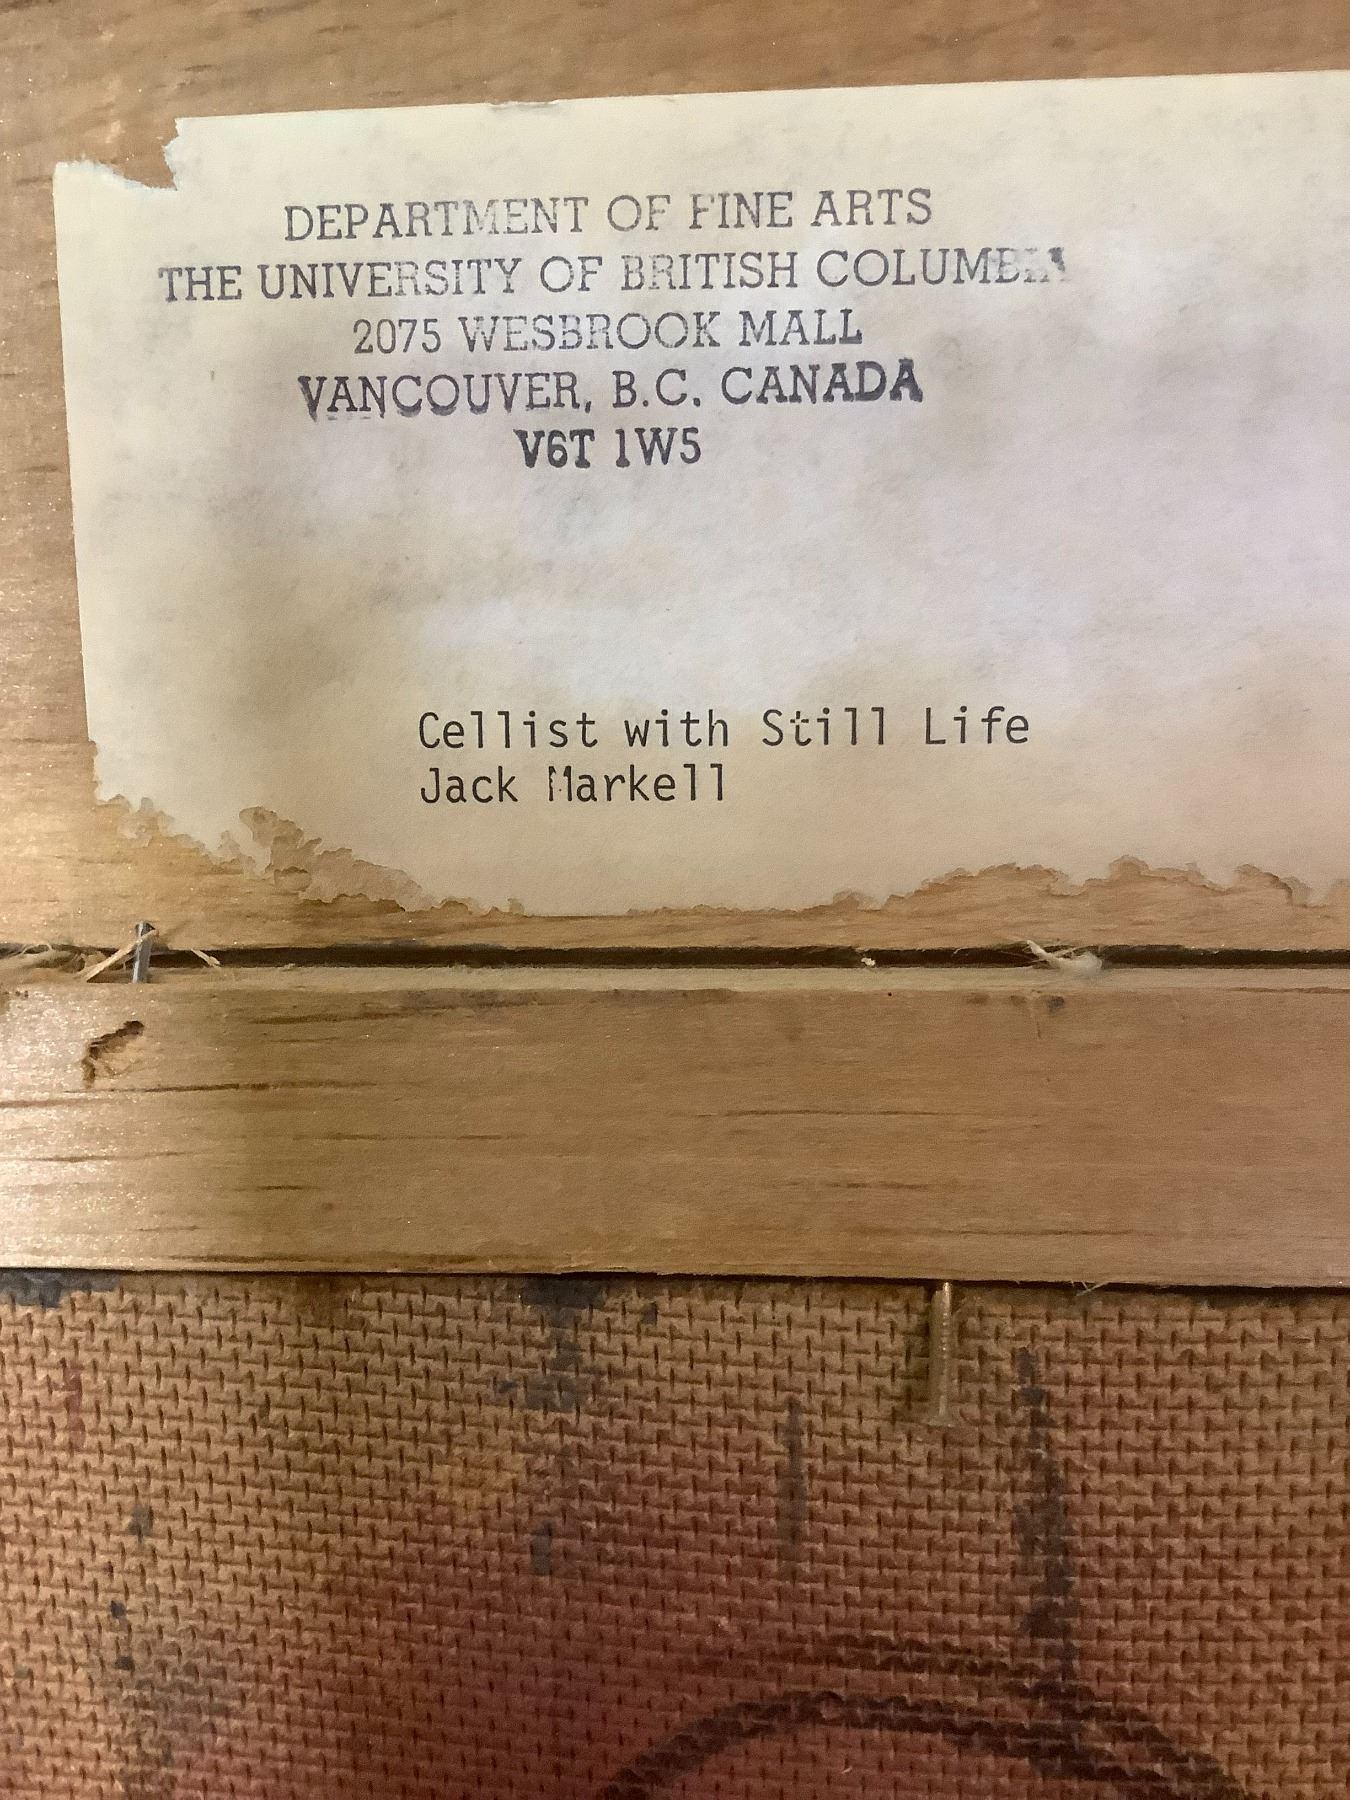 DEPARTMENT OF FINE ARTS
THE UNIVERSITY OF BRITISH COLUMBIA
2075 WESBROOK MALL
VANCOUVER, B.C. CANADA
V6T 1W5
Cellist with Still Life
Jack Markell